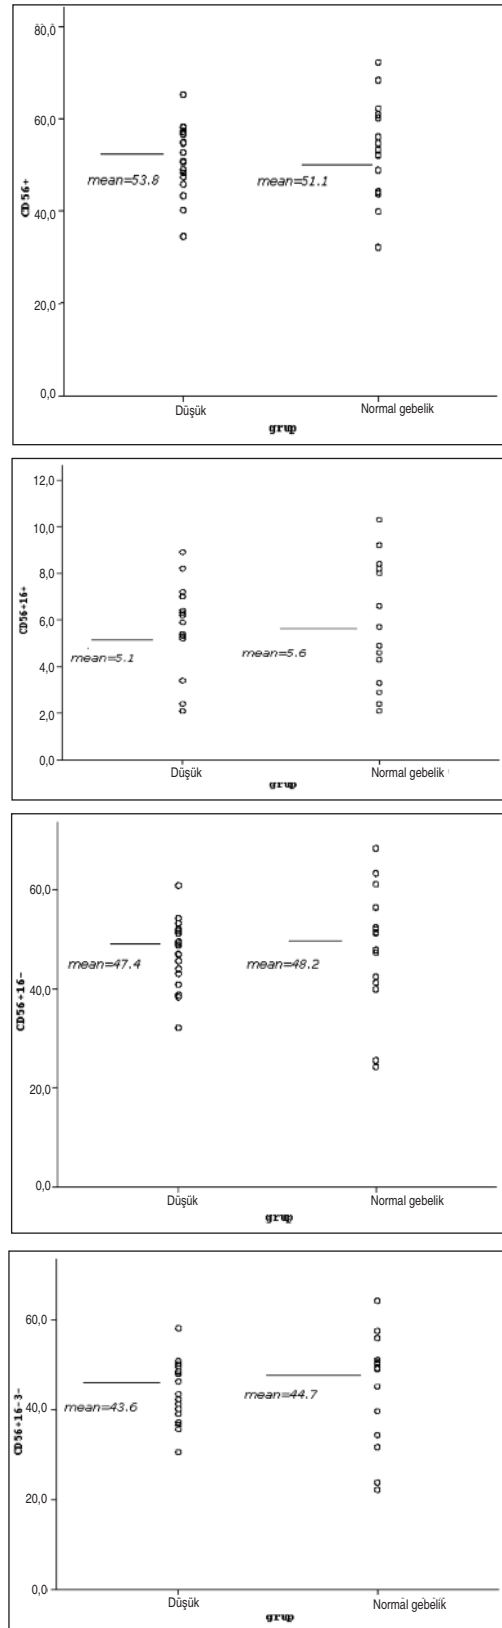 80,0
60,0
40,0
20,0
0,0
CD56+
mean=53.8
mean=51.1
Düşük
Normal gebelik
grup
12,0
10,0
8,0
6,0
4,0
2,0
0,0
CD56+16+
mean=5.1
mean=5.6
Düşük
Normal gebelik
grup
60,0
40,0
20,0
0,0
CD56+16-
mean=47.4
mean=48.2
Düşük
Normal gebelik
grup
60,0
40,0
20,0
0,0
CD56+16-3-
mean=43.6
mean=44.7
Düşük
Normal gebelik
grup